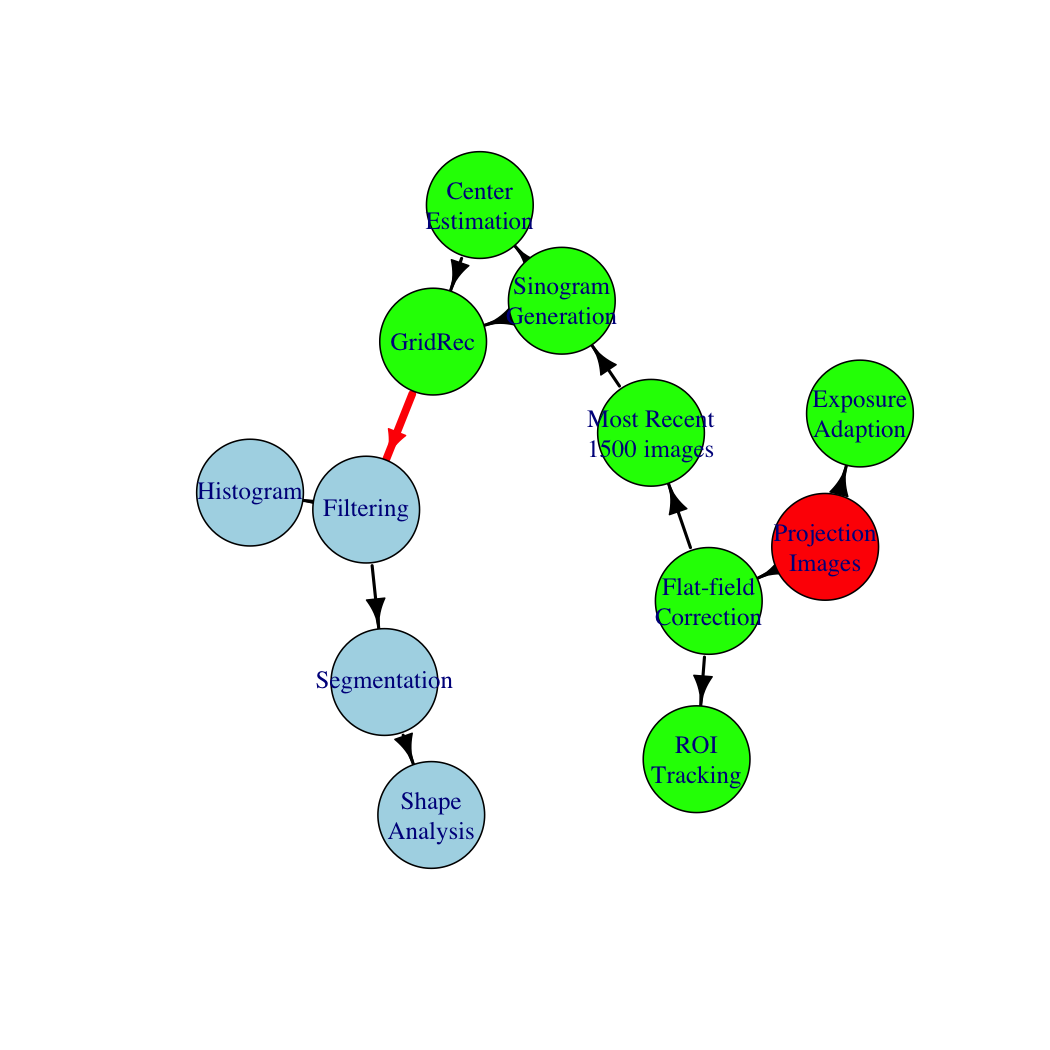 Center
Estimation
Sinogram
Generation
GridRec
Exposure
Adaption
Most Recent
1500 images
Histogram
Filtering
Projection
Images
Flat-field
Correction
Segmentation
ROI
Tracking
Shape
Analysis